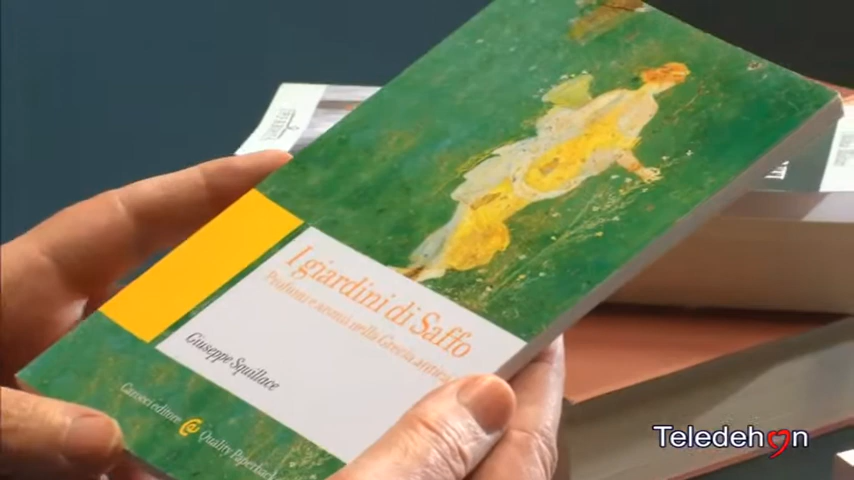 I giardini di Saffo
Profumi e aromi nella Grecia antica
Giuseppe Squillace
Carocci editore
Quality Paperbacks
Teledehon